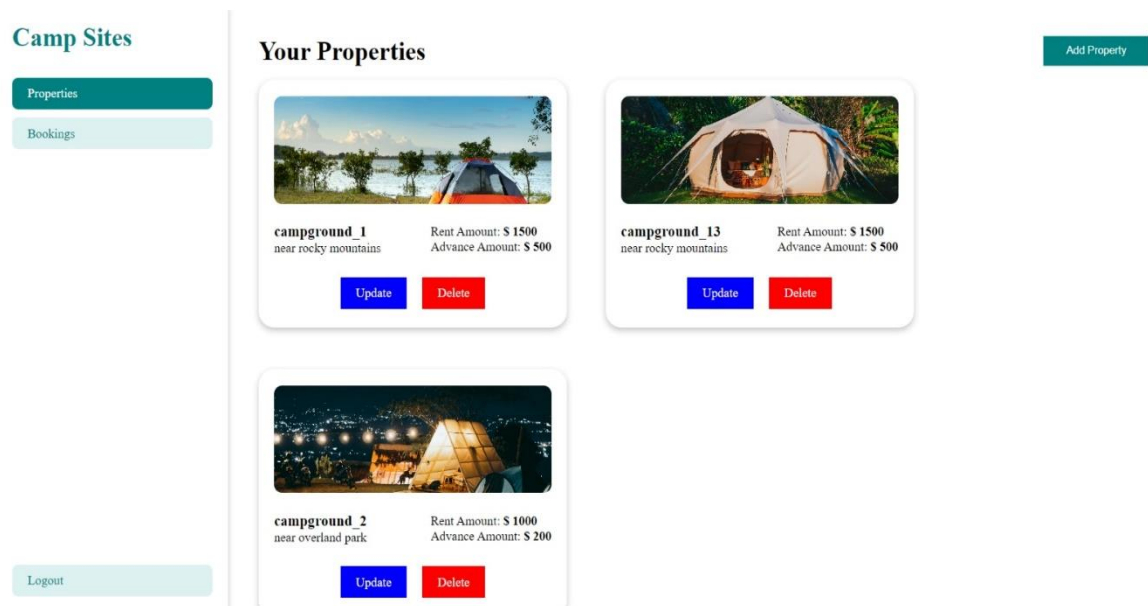 Camp Sites
Properties
Bookings
Logout
Your Properties
Add Property
campground_1
near rocky mountains
Rent Amount: $ 1500
Advance Amount: $ 500
Update
Delete
campground_13
near rocky mountains
Rent Amount: $ 1500
Advance Amount: $ 500
Update
Delete
campground_2
near overland park
Rent Amount: $ 1000
Advance Amount: $ 200
Update
Delete